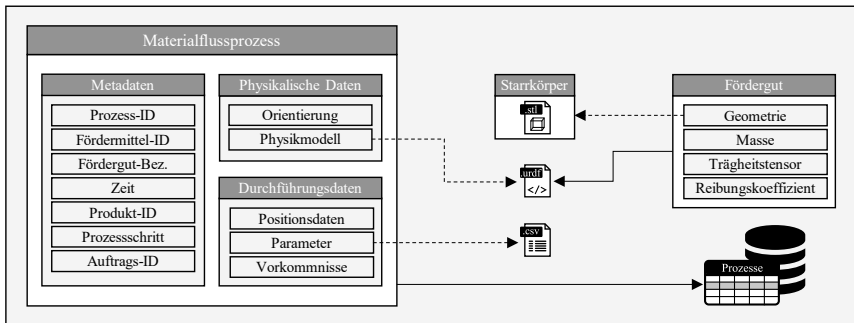 Materialflussprozess
Metadaten
Prozess-ID
Fördermittel-ID
Fördergut-Bez.
Zeit
Produkt-ID
Prozessschritt
Auftrags-ID
Physikalische Daten
Orientierung
Physikmodell
Durchführungsdaten
Positionsdaten
Parameter
Vorkommnisse
Starrkörper
.stl
.urdf
</>
.csv
Fördergut
Geometrie
Masse
Trägheitstensor
Reibungskoeffizient
Prozesse